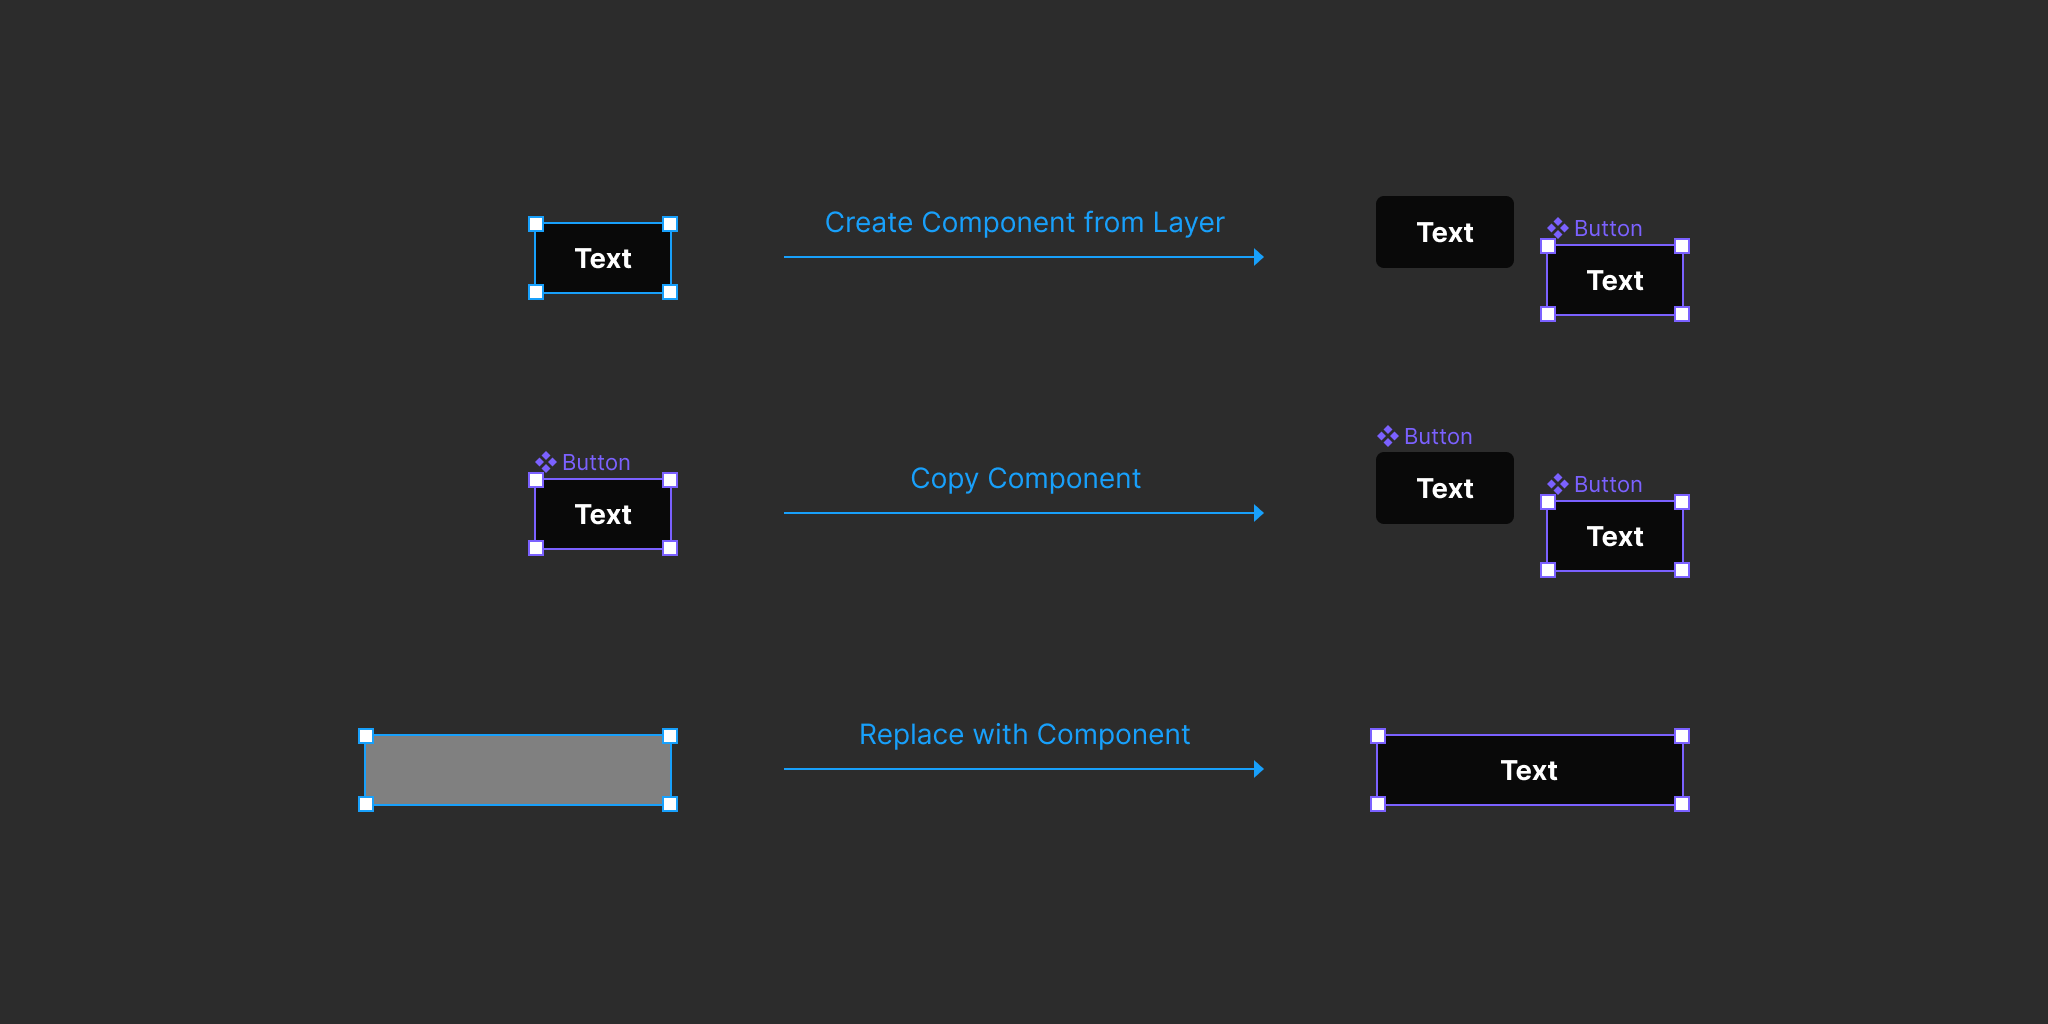 Text
Create Component from Layer
Text
Button
Text
Button
Text
Copy Component
Button
Text
Button
Text
Replace with Component
Text